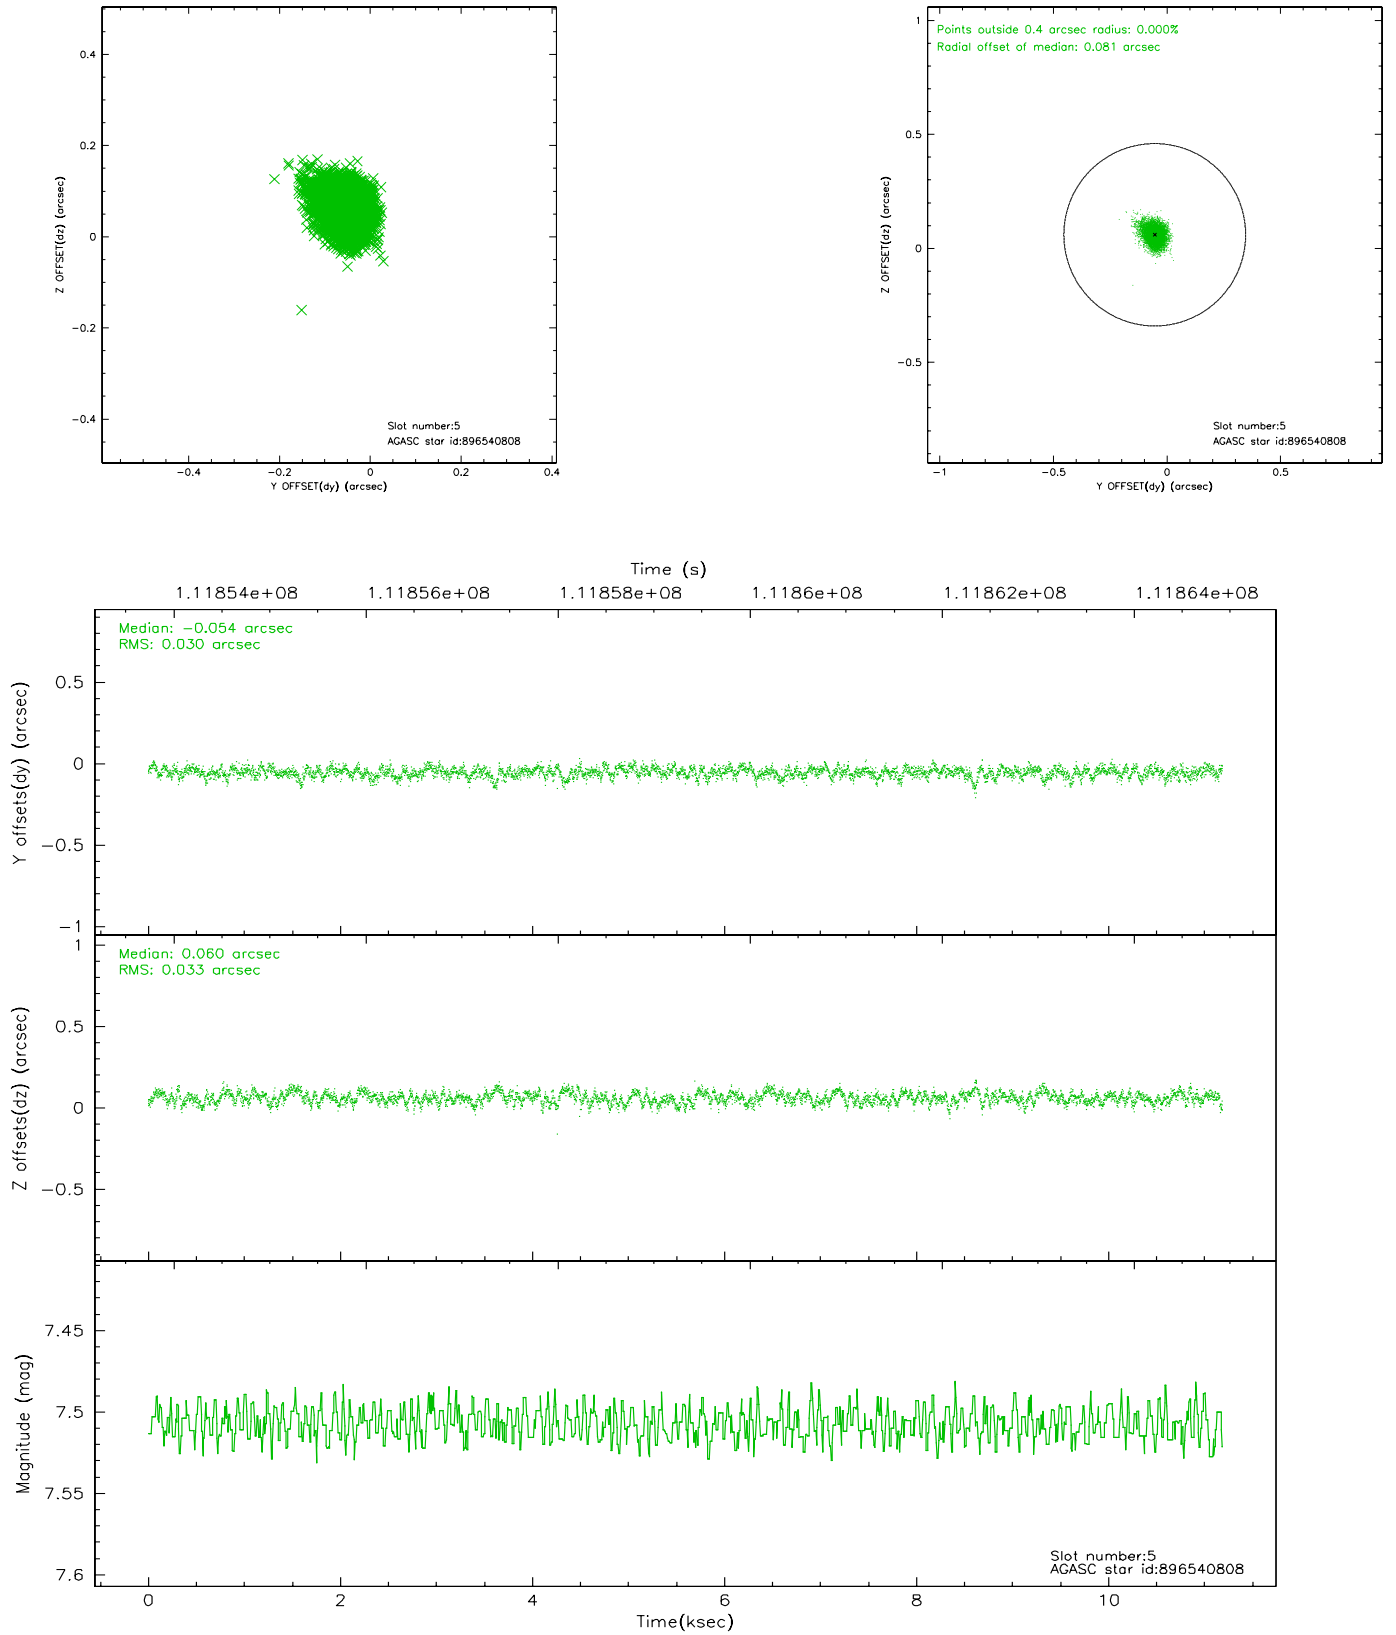 0.4
0.2
0
−0.2
−0.4
Z OFFSET(dz) (arcsec)
Slot number:5
AGASC star id:896540808
−0.4 −0.2 0 0.2 0.4
Y OFFSET(dy) (arcsec)
Points outside 0.4 arcsec radius: 0.000%
Radial offset of median: 0.081 arcsec
1
0.5
0
−0.5
Z OFFSET(dz) (arcsec)
Slot number:5
AGASC star id:896540808
−1 −0.5 0 0.5
Y OFFSET(dy) (arcsec)
Time (s)
1.11854e+08 1.11856e+08 1.11858e+08 1.1186e+08 1.11862e+08 1.11864e+08
Median: −0.054 arcsec
RMS: 0.030 arcsec
0.5
0
−0.5
−1
Y offsets(dy) (arcsec)
Median: 0.060 arcsec
RMS: 0.033 arcsec
1
0.5
0
−0.5
Z offsets(dz) (arcsec)
7.45
7.5
7.55
7.6
Magnitude (mag)
Slot number:5
AGASC star id:896540808
0 2 4 6 8 10
Time(ksec)